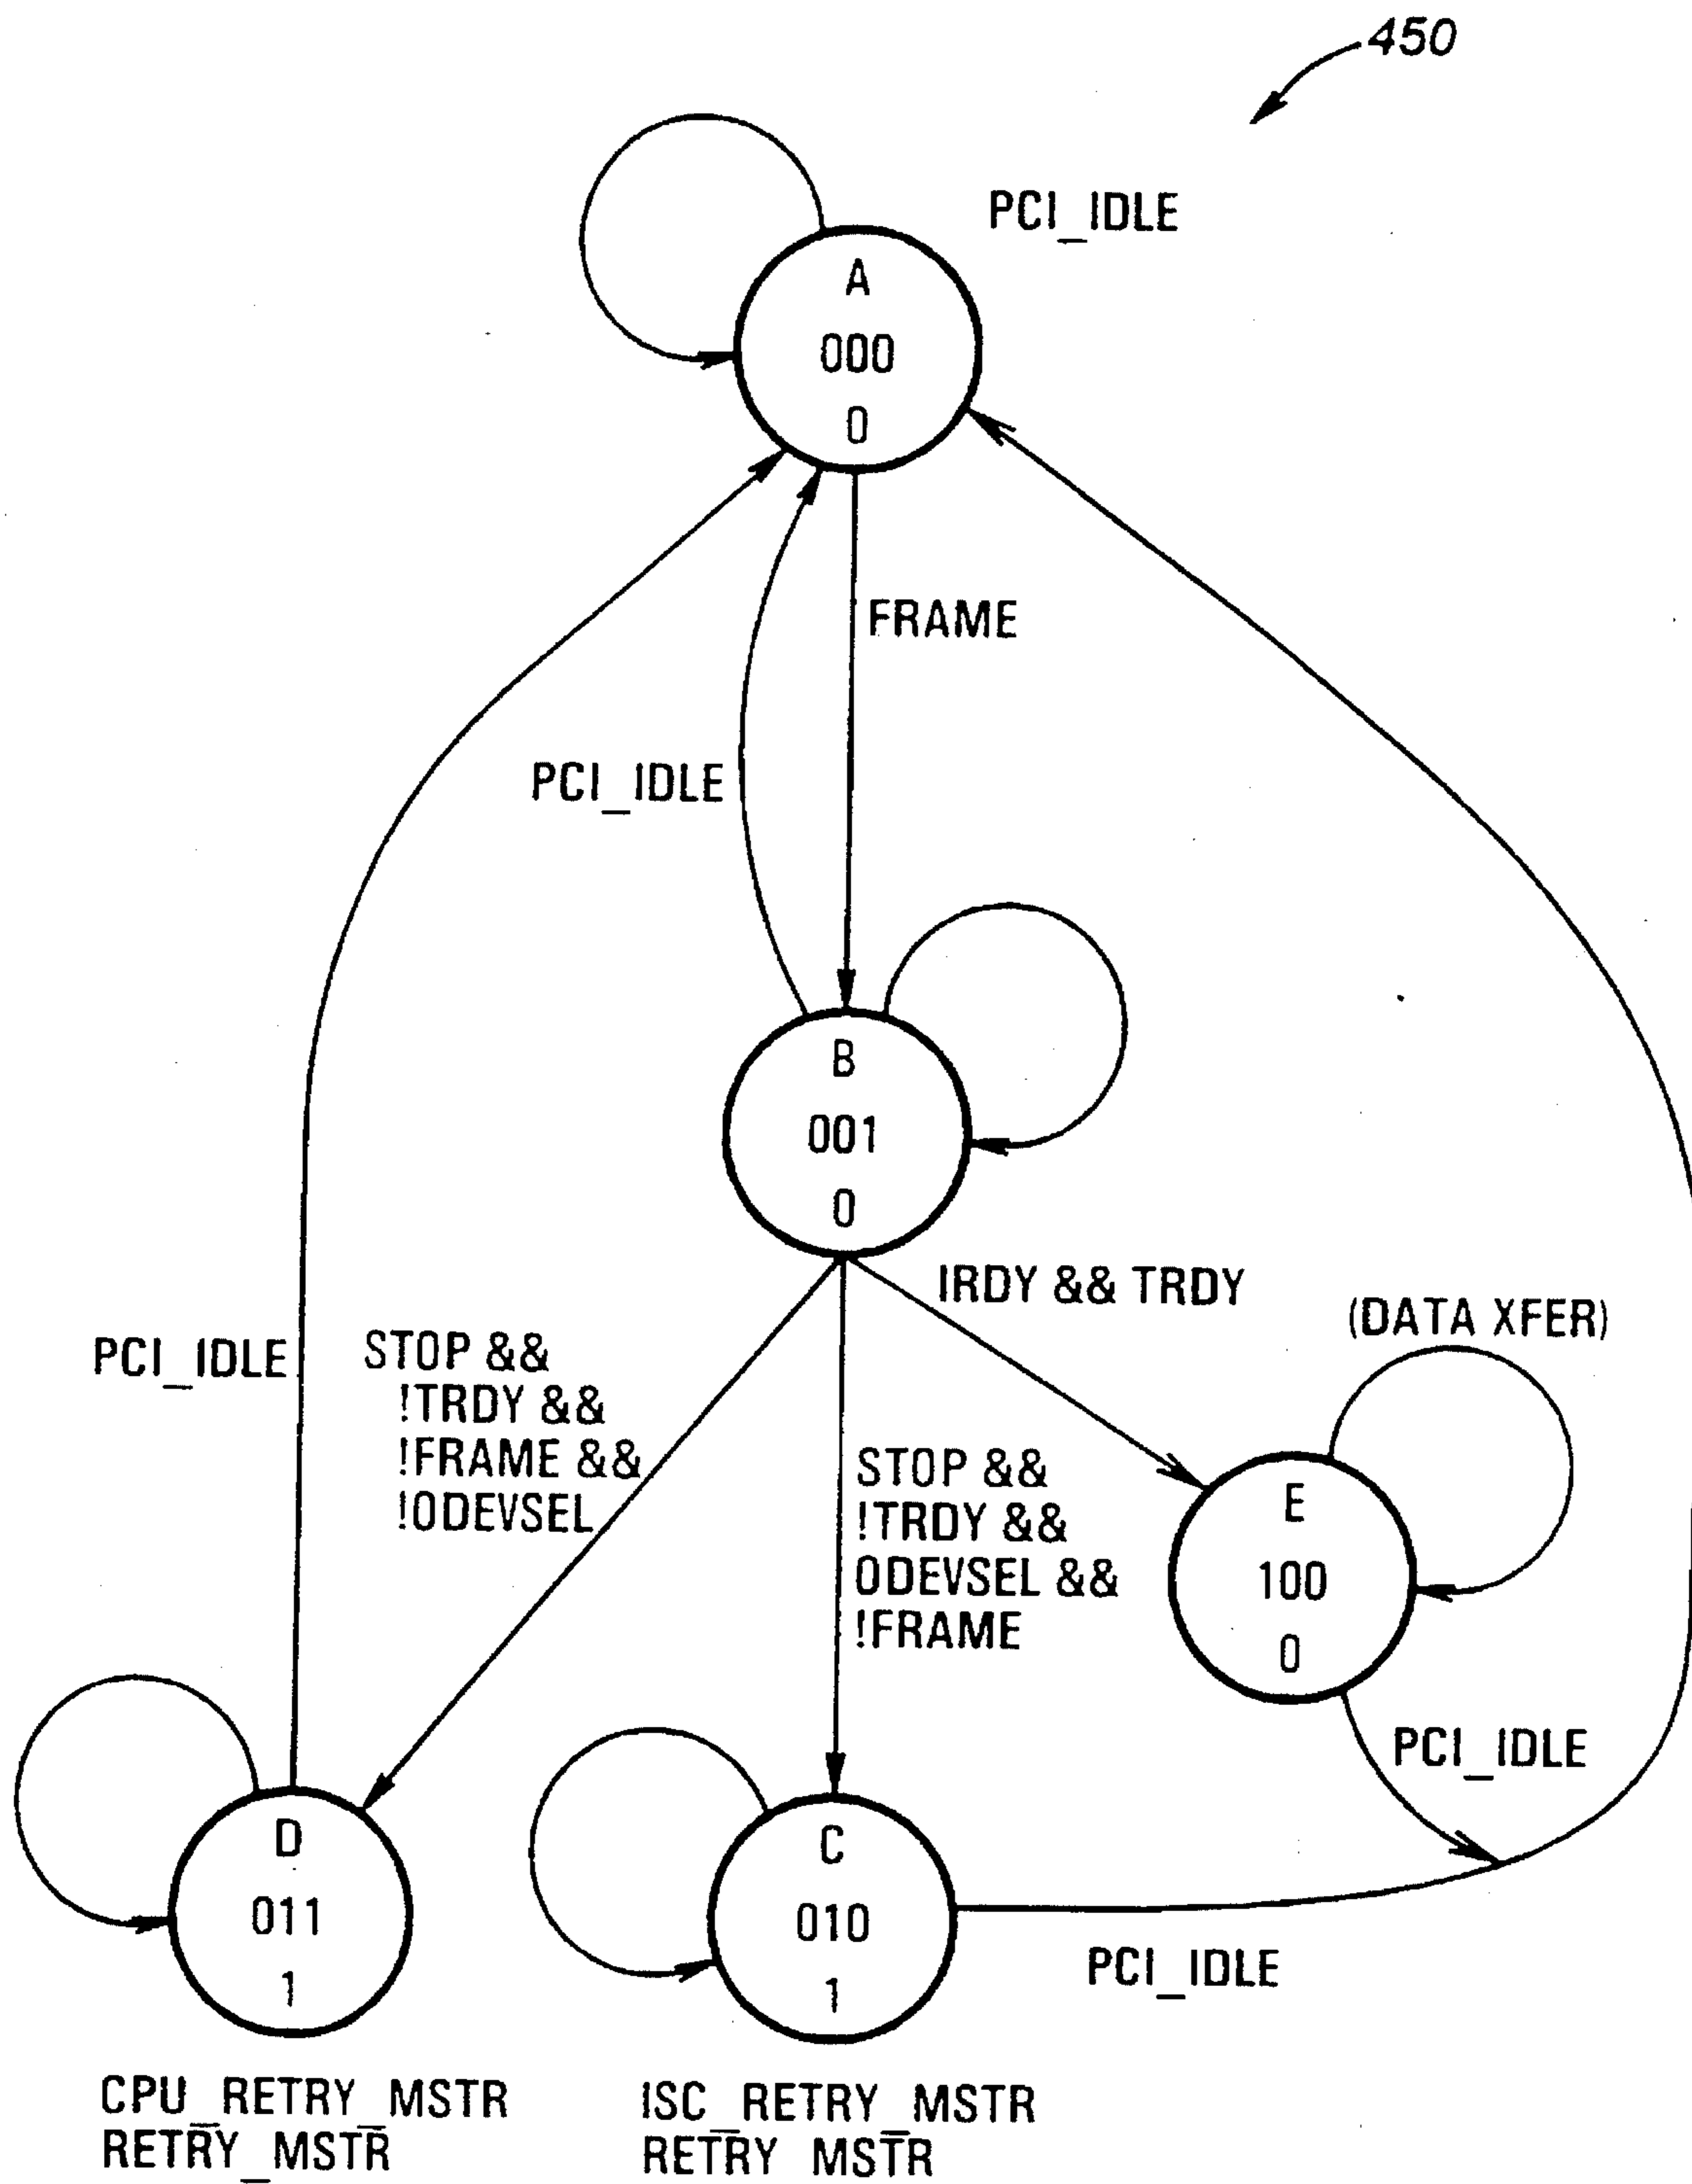 450
PCI_IDLE
A
000
0
FRAME
PCI_IDLE
B
001
0
IRDY && TRDY
(DATA XFER)
PCI_IDLE
STOP &&
!TRDY &&
!FRAME &&
!ODEVSEL
STOP &&
!TRDY &&
ODEVSEL &&
!FRAME
E
100
0
PCI_IDLE
D
011
1
C
010
1
PCI_IDLE
CPU_RETRY_MSTR
RETRY_MSTR
ISC_RETRY_MSTR
RETRY_MSTR